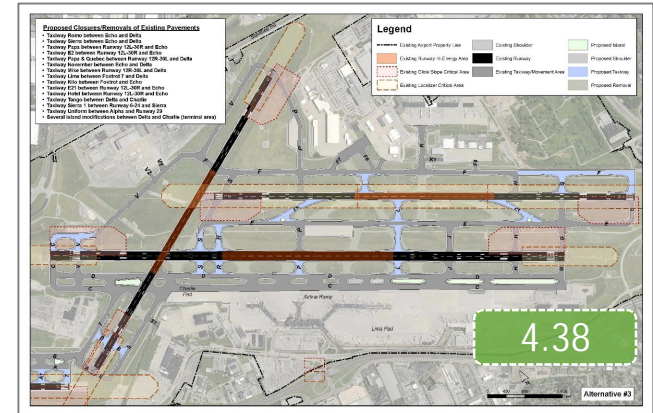 Proposed Closures/Removals of Existing Pavements
• Taxiway Romeo between Echo and Delta
• Taxiway Sierra between Echo and Delta
• Taxiway Papa between Runway 12L-30R and Echo
• Taxiway E2 between Runway 12L-30R and Echo
• Taxiway Papa & Quebec between Runway 12R-30L and Delta
• Taxiway November between Echo and Delta
• Taxiway Mike between Runway 12R-30L and Delta
• Taxiway Lima between Foxtrot 7 and Delta
• Taxiway Kilo between Foxtrot and Echo
• Taxiway E21 between Runway 12L-30R and Echo
• Taxiway Hotel between Runway 12L-30R and Echo
• Taxiway Tango between Delta and Charlie
• Taxiway Sierra 1 between Runway 6-24 and Sierra
• Taxiway Uniform between Alpha and Runway 29
• Several island modifications between Delta and Charlie (terminal area)
Legend
Existing Airport Property Line
Existing Shoulder
Proposed Island
Existing Runway Hi-Energy Area
Existing Runway
Proposed Shoulder
Existing Glide Slope Critical Area
Existing Taxiway/Movement Area
Proposed Taxiway
Existing Localizer Critical Area
Proposed Removal
Charlie
Pad
Airline Ramp
Lima Pad
4.38
Alternative #3